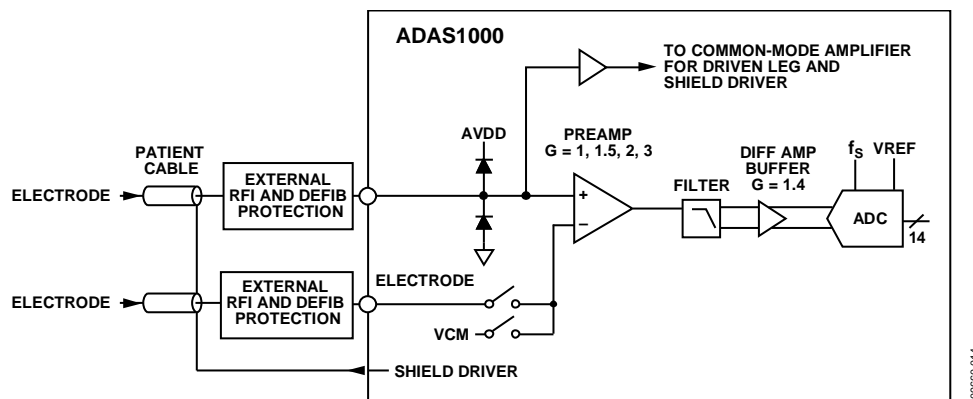 ADAS1000
TO COMMON-MODE AMPLIFIER
FOR DRIVEN LEG AND
SHIELD DRIVER
AVDD
PREAMP
G = 1, 1.5, 2, 3
PATIENT
CABLE
DIFF AMP
BUFFER
G = 1.4
fS VREF
ELECTRODE
EXTERNAL
RFI AND DEFIB
PROTECTION
+
–
FILTER
ADC
14
ELECTRODE
ELECTRODE
EXTERNAL
RFI AND DEFIB
PROTECTION
VCM
SHIELD DRIVER